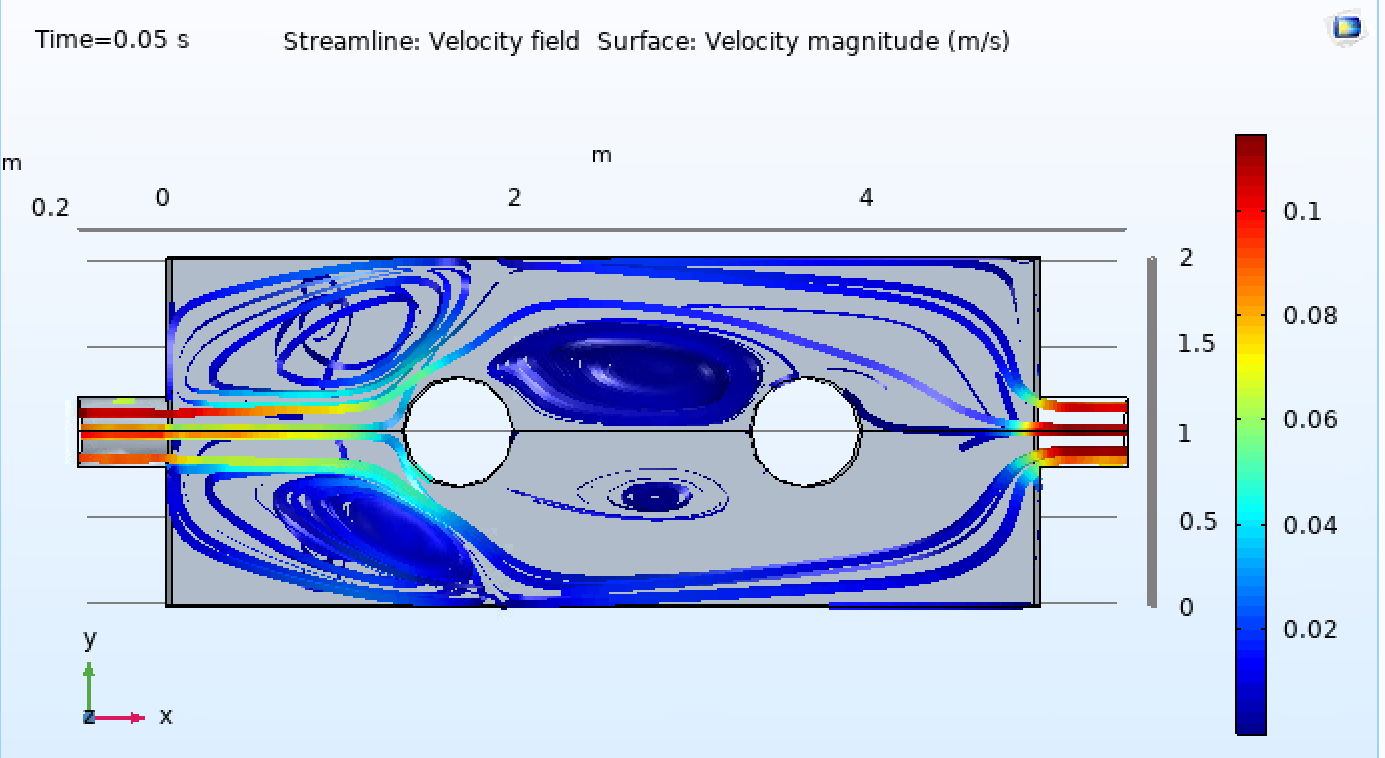 Time=0.05 s Streamline: Velocity field Surface: Velocity magnitude (m/s)
m
m
0.2
0 2 4
2
1.5
1
0.5
0
0.1
0.08
0.06
0.04
0.02
y
z
x